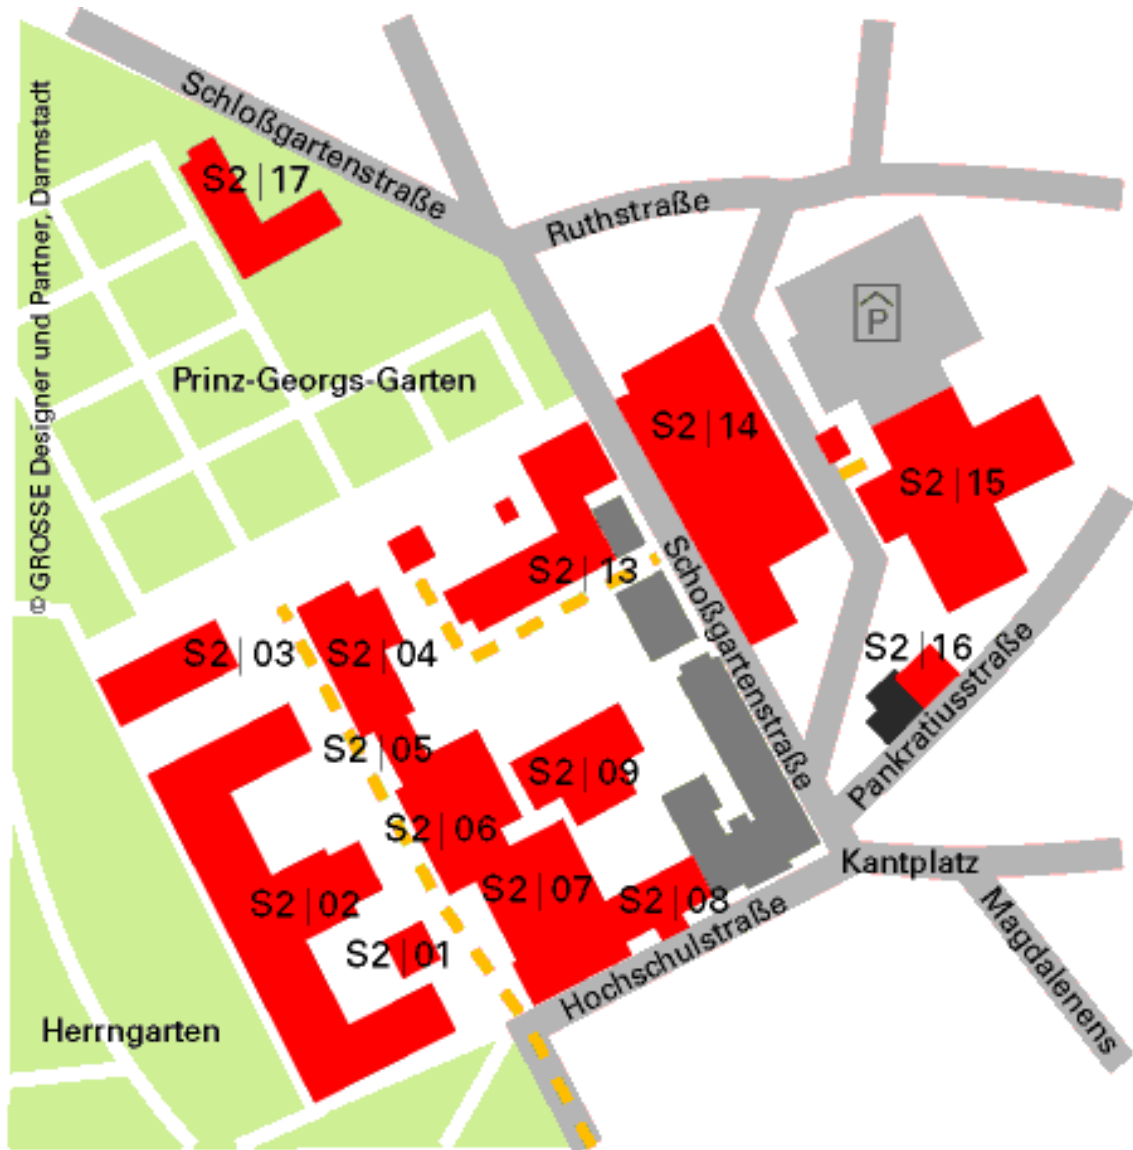 © GROSSE Designer und Partner, Darmstadt
Schloßgartenstraße
S2|17
Ruthstraße
P
Prinz-Georgs-Garten
S2|14
S2|15
S2|13
Schoßgartenstraße
S2|03
S2|04
S2|16
S2|05
S2|09
Pankratiusstraße
S2|06
Kantplatz
S2|07
S2|08
S2|02
Hochschulstraße
Magdalenens
S2|01
Herrngarten